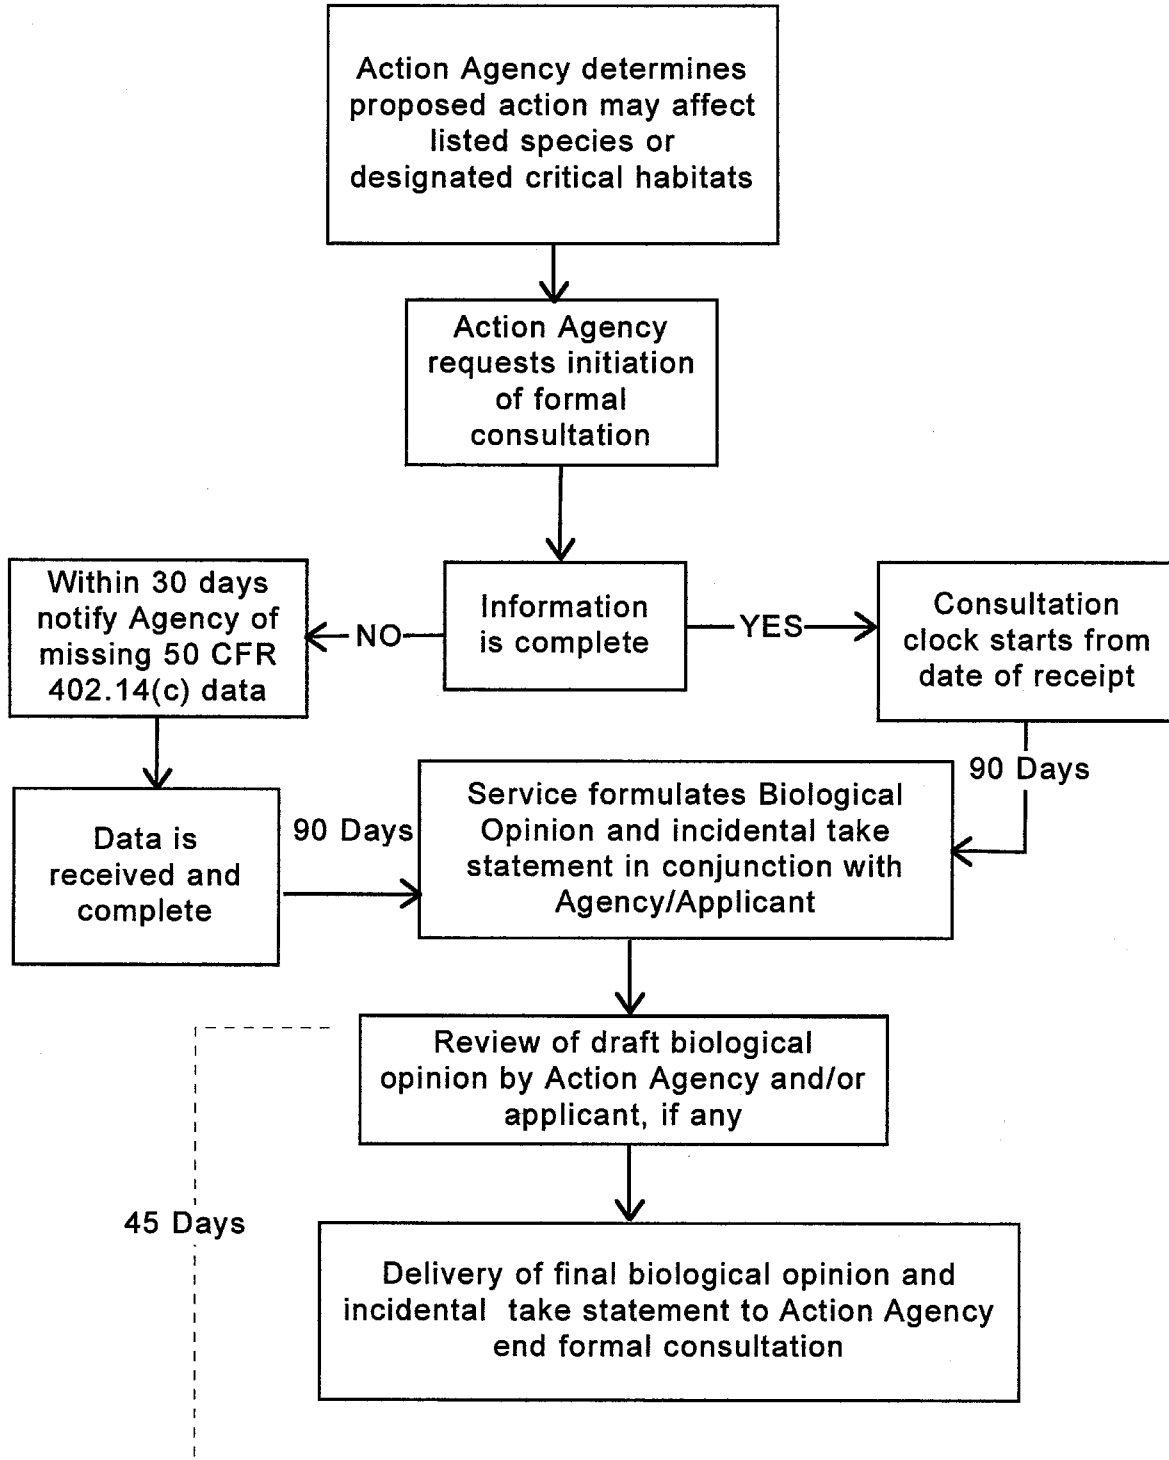 Action Agency determines
proposed action may affect
listed species or
designated critical habitats
Action Agency
requests initiation
of formal
consultation
Within 30 days
notify Agency of
missing 50 CFR
402.14(c) data
NO
Information
is complete
YES
Consultation
clock starts from
date of receipt
90 Days
Data is
received and
complete
90 Days
Service formulates Biological
Opinion and incidental take
statement in conjunction with
Agency/Applicant
Review of draft biological
opinion by Action Agency and/or
applicant, if any
45 Days
Delivery of final biological opinion and
incidental take statement to Action Agency
end formal consultation